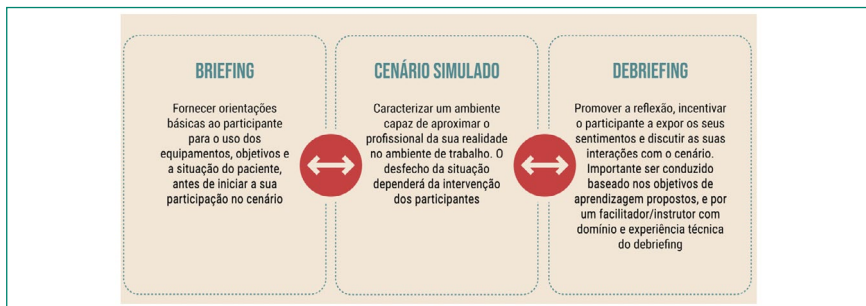 BRIEFING
Fornecer orientações
básicas ao participante
para o uso dos
equipamentos, objetivos e
a situação do paciente,
antes de iniciar a sua
participação no cenário
CENÁRIO SIMULADO
Caracterizar um ambiente
capaz de aproximar o
profissional da sua realidade
no ambiente de trabalho. O
desfecho da situação
dependerá da intervenção
dos participantes
DEBRIEFING
Promover a reflexão, incentivar
o participante a expor os seus
sentimentos e discutir as suas
interações com o cenário.
Importante ser conduzido
baseado nos objetivos de
aprendizagem propostos, e por
um facilitador/instrutor com
domínio e experiência técnica
do debriefing